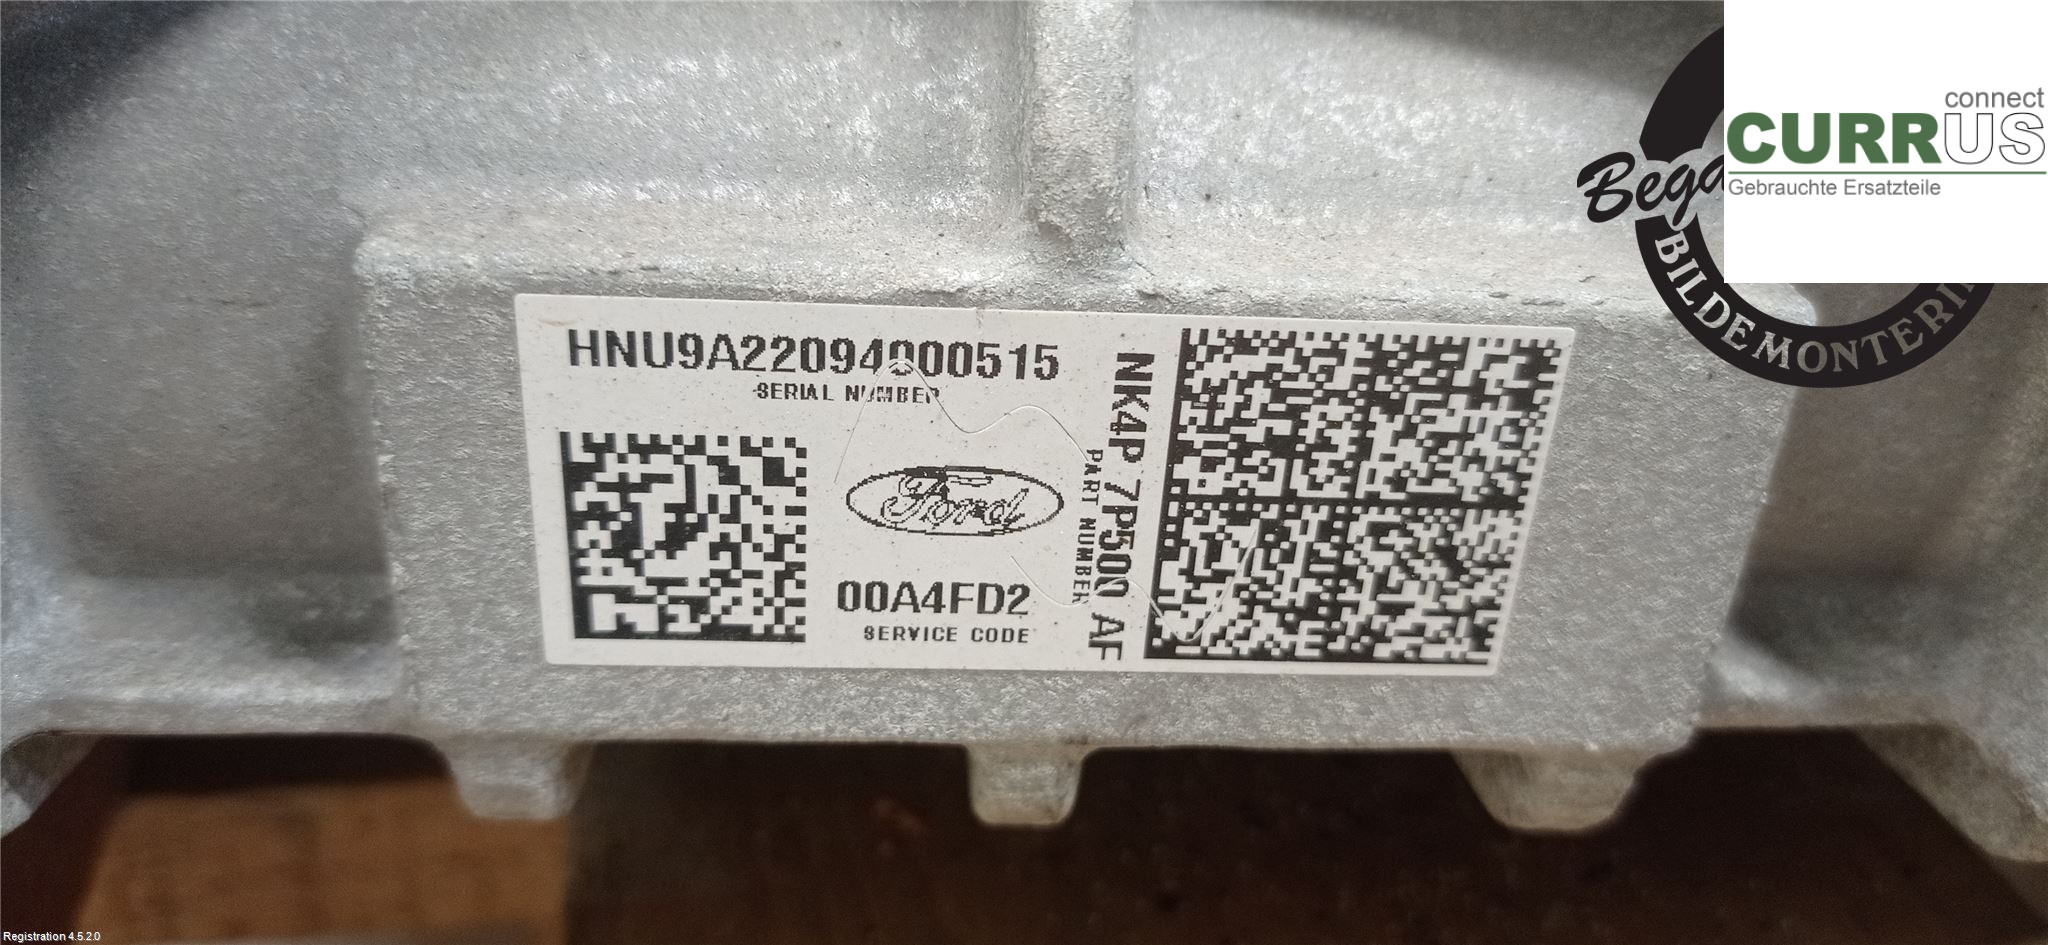 HNU9A22094000515
SERIAL NUMBER
Ford
00A4FD2
SERVICE CODE
NK4P 7P500 AF
PART NUMBER
connect
CURRUS
Gebrauchte Ersatzteile
BILDEMONTERI
Registration 4.5.2.0